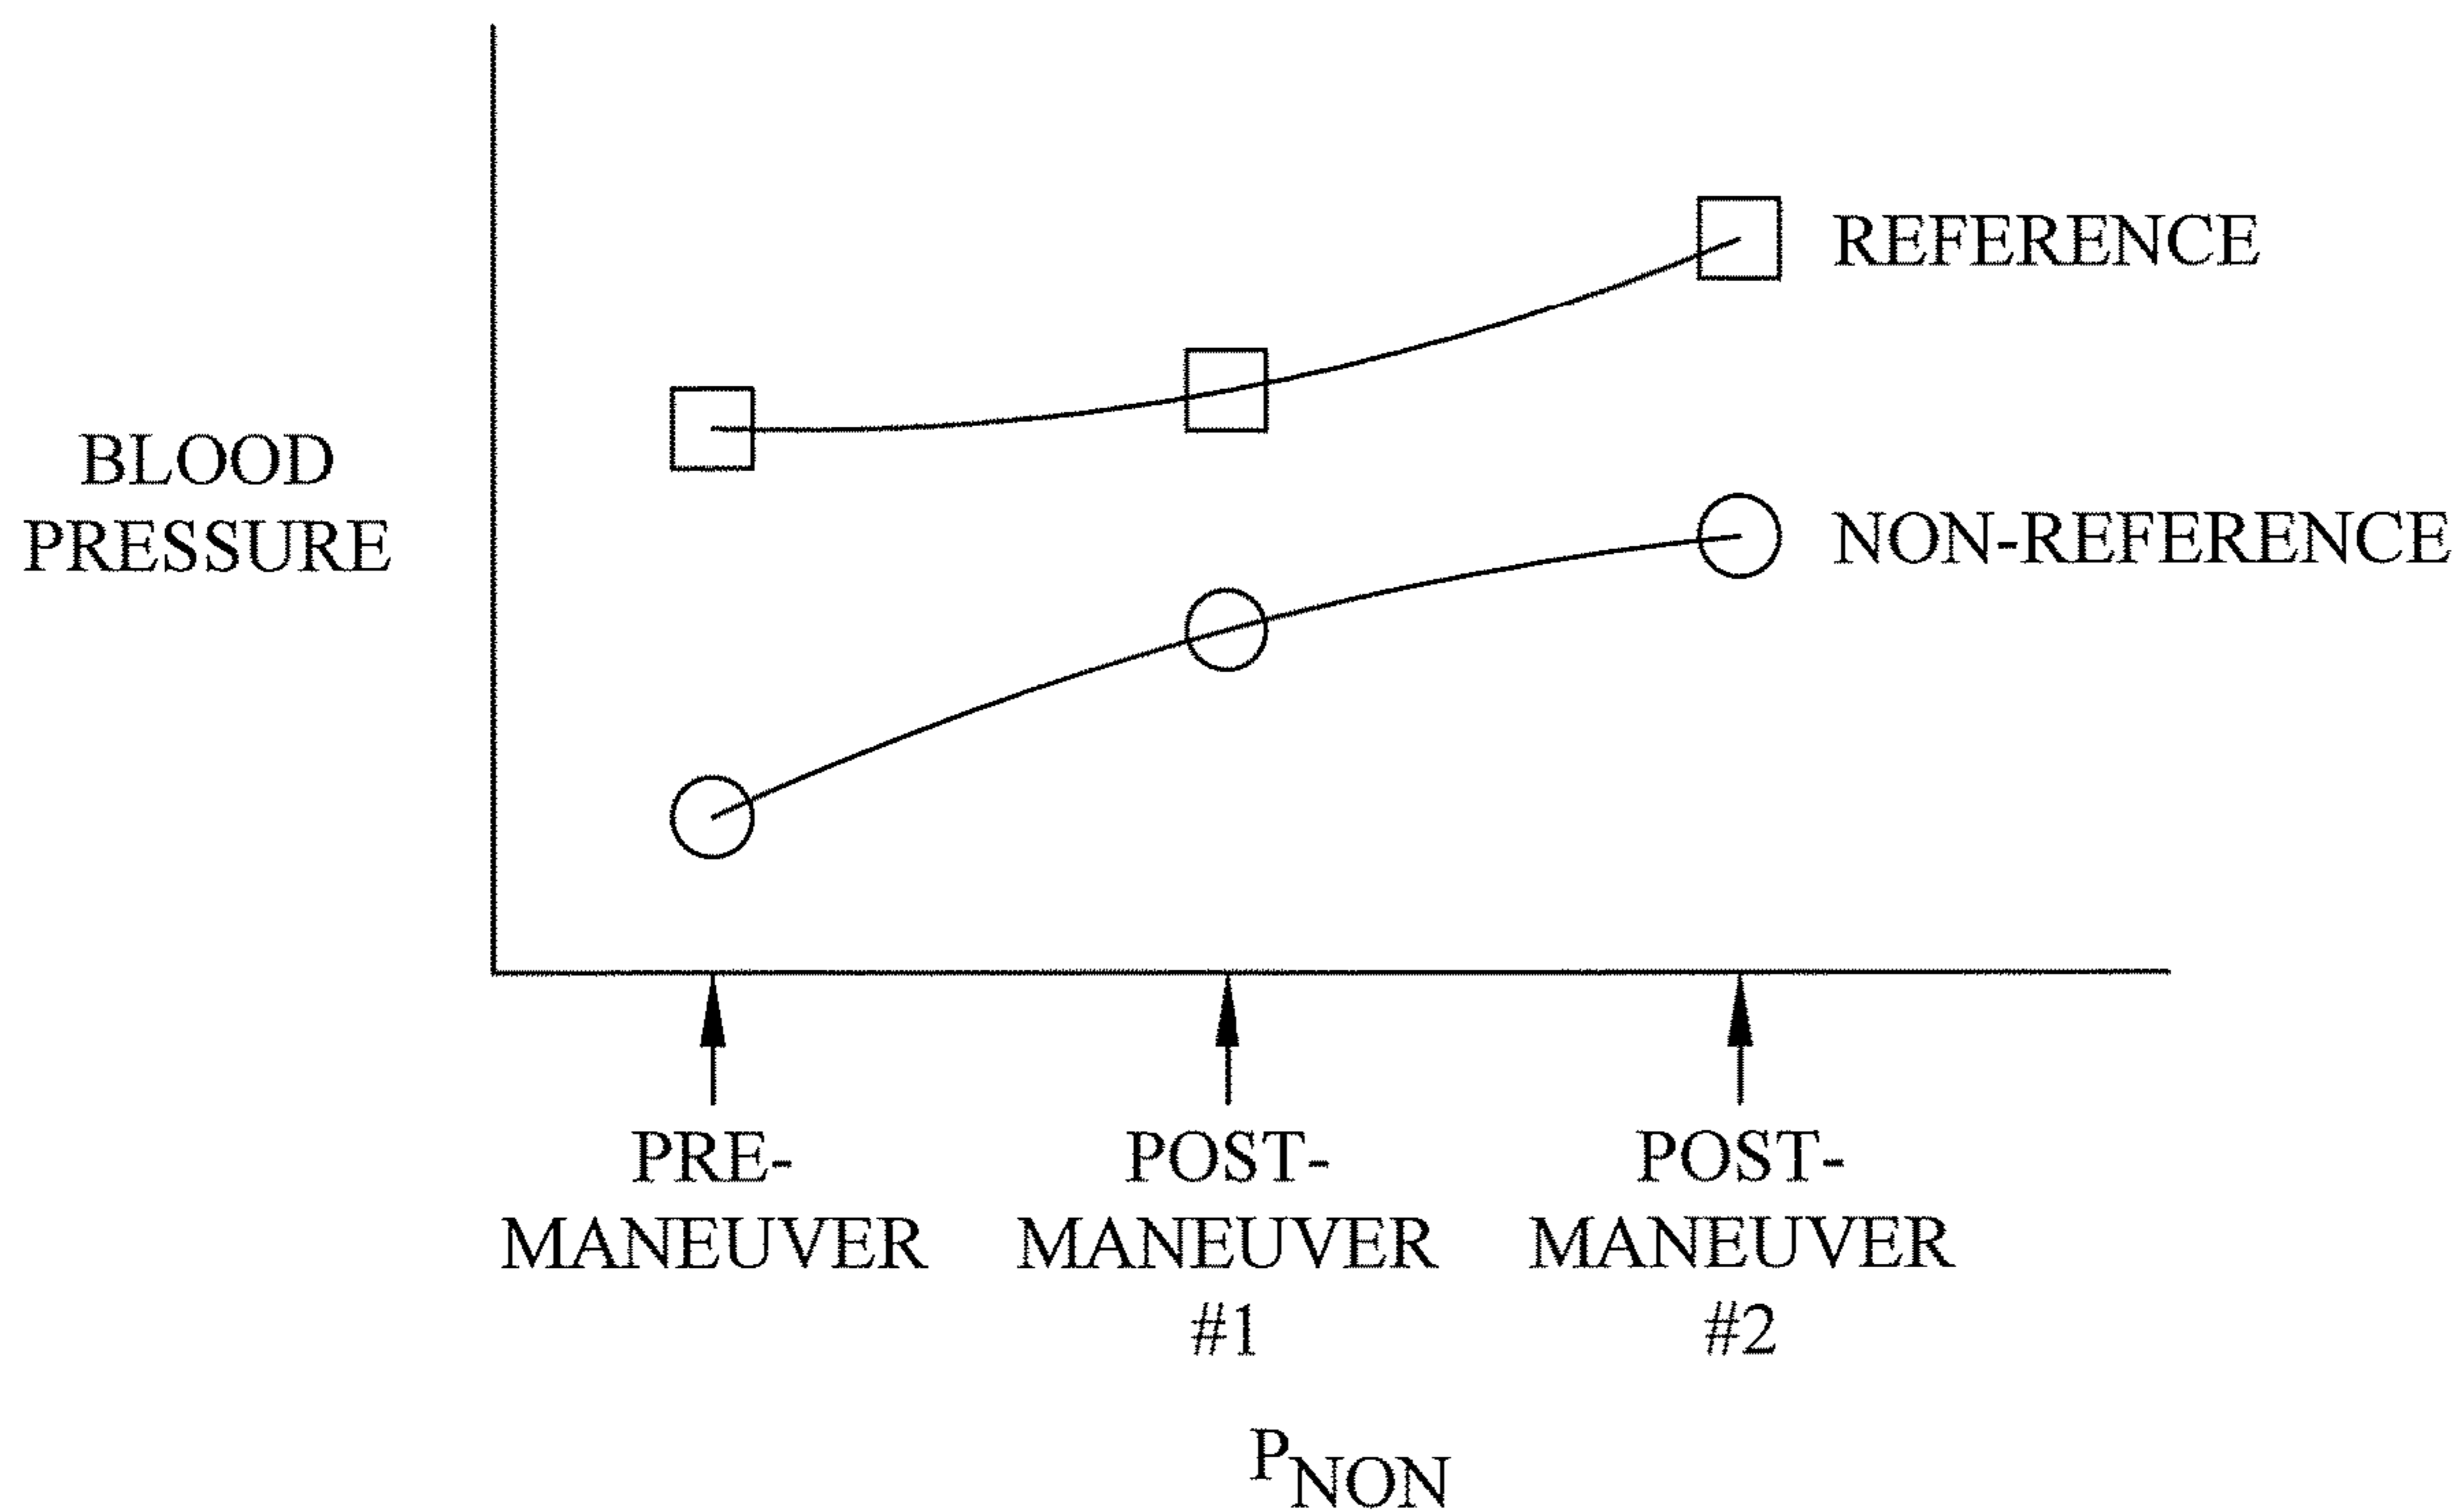 REFERENCE
BLOOD
PRESSURE
NON-REFERENCE
PRE-
MANEUVER
POST-
MANEUVER
#1
POST-
MANEUVER
#2
PNON